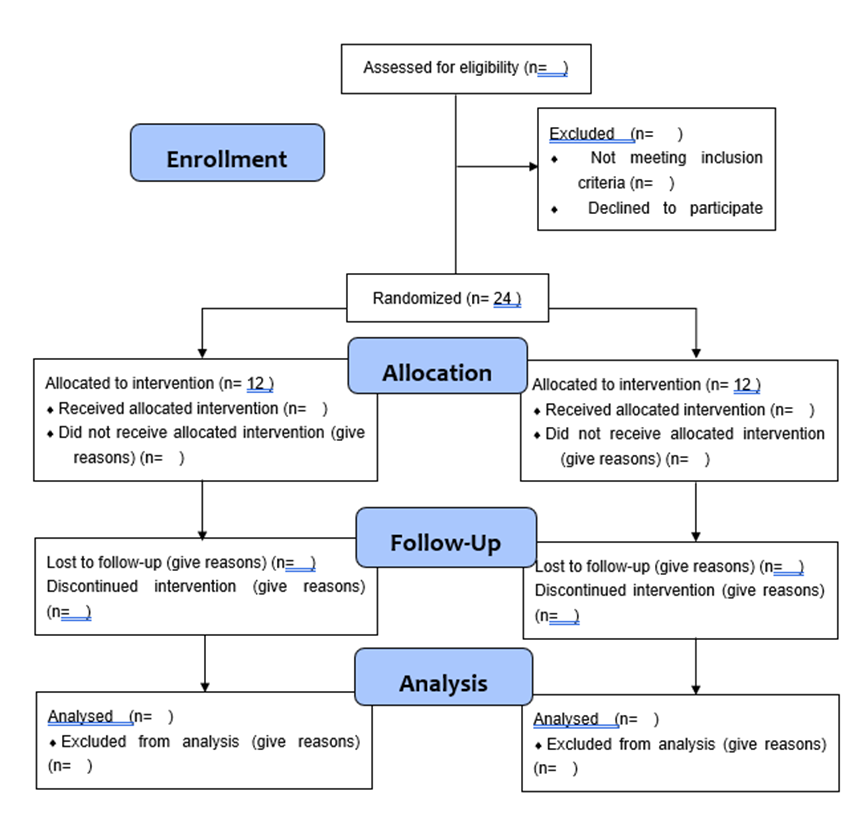 Assessed for eligibility (n=   )
Enrollment
Excluded   (n=    )
♦ Not meeting inclusion
criteria (n=   )
♦ Declined to participate
Randomized (n= 24 )
Allocation
Allocated to intervention (n= 12 )
♦ Received allocated intervention (n=   )
♦ Did not receive allocated intervention (give
reasons) (n=   )
Allocated to intervention (n= 12 )
♦ Received allocated intervention (n=   )
♦ Did not receive allocated intervention
(give reasons) (n=   )
Follow-Up
Lost to follow-up (give reasons) (n=   )
Discontinued intervention (give reasons)
(n=   )
Lost to follow-up (give reasons) (n=   )
Discontinued intervention (give reasons)
(n=   )
Analysis
Analysed   (n=   )
♦ Excluded from analysis (give reasons)
(n=   )
Analysed   (n=   )
♦ Excluded from analysis (give reasons)
(n=   )